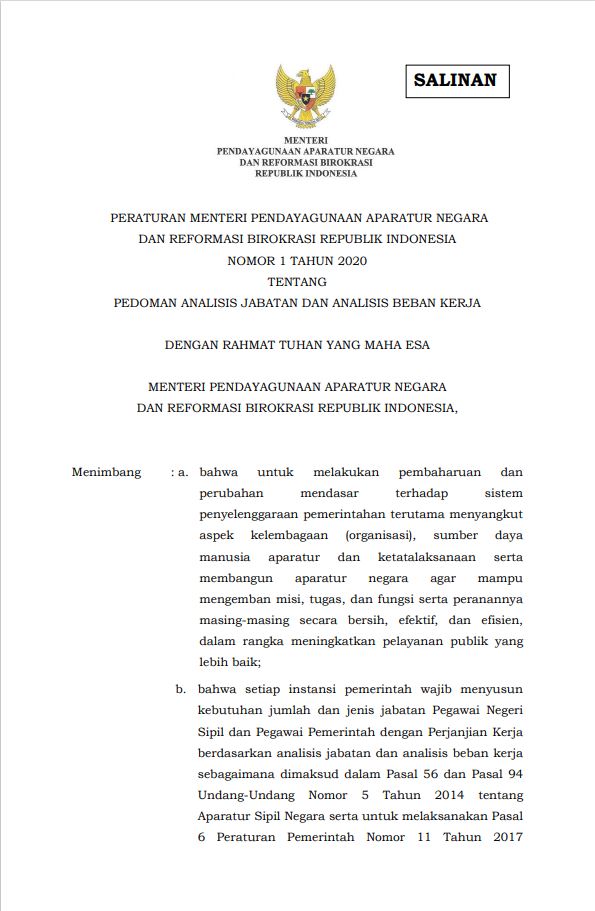 SALINAN
MENTERI
PENDAYAGUNAAN APARATUR NEGARA
DAN REFORMASI BIROKRASI
REPUBLIK INDONESIA
PERATURAN MENTERI PENDAYAGUNAAN APARATUR NEGARA
DAN REFORMASI BIROKRASI REPUBLIK INDONESIA
NOMOR 1 TAHUN 2020
TENTANG
PEDOMAN ANALISIS JABATAN DAN ANALISIS BEBAN KERJA
DENGAN RAHMAT TUHAN YANG MAHA ESA
MENTERI PENDAYAGUNAAN APARATUR NEGARA
DAN REFORMASI BIROKRASI REPUBLIK INDONESIA,
Menimbang : a. bahwa untuk melakukan pembaharuan dan
perubahan mendasar terhadap sistem
penyelenggaraan pemerintahan terutama menyangkut
aspek kelembagaan (organisasi), sumber daya
manusia aparatur dan ketatalaksanaan serta
membangun aparatur negara agar mampu
mengemban misi, tugas, dan fungsi serta peranannya
masing-masing secara bersih, efektif, dan efisien,
dalam rangka meningkatkan pelayanan publik yang
lebih baik;
b. bahwa setiap instansi pemerintah wajib menyusun
kebutuhan jumlah dan jenis jabatan Pegawai Negeri
Sipil dan Pegawai Pemerintah dengan Perjanjian Kerja
berdasarkan analisis jabatan dan analisis beban kerja
sebagaimana dimaksud dalam Pasal 56 dan Pasal 94
Undang-Undang Nomor 5 Tahun 2014 tentang
Aparatur Sipil Negara serta untuk melaksanakan Pasal
6 Peraturan Pemerintah Nomor 11 Tahun 2017